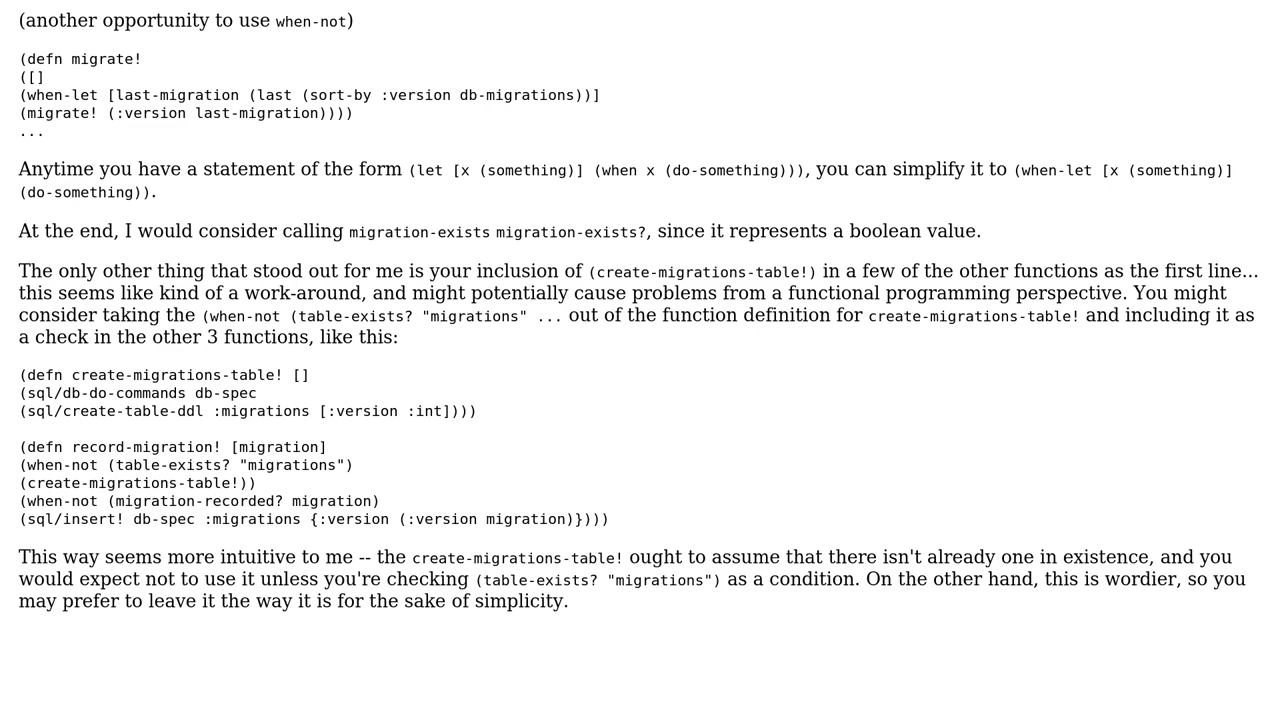 (another opportunity to use when-not)
(defn migrate!
([]
(when-let [last-migration (last (sort-by :version db-migrations))]
(migrate! (:version last-migration))))
...
Anytime you have a statement of the form (let [x (something)] (when x (do-something))), you can simplify it to (when-let [x (something)]
(do-something)).
At the end, I would consider calling migration-exists migration-exists?, since it represents a boolean value.
The only other thing that stood out for me is your inclusion of (create-migrations-table!) in a few of the other functions as the first line...
this seems like kind of a work-around, and might potentially cause problems from a functional programming perspective. You might
consider taking the (when-not (table-exists? "migrations" ... out of the function definition for create-migrations-table! and including it as
a check in the other 3 functions, like this:
(defn create-migrations-table! []
(sql/db-do-commands db-spec
(sql/create-table-ddl :migrations [:version :int])))
(defn record-migration! [migration]
(when-not (table-exists? "migrations")
(create-migrations-table!))
(when-not (migration-recorded? migration)
(sql/insert! db-spec :migrations {:version (:version migration)})))
This way seems more intuitive to me -- the create-migrations-table! ought to assume that there isn't already one in existence, and you
would expect not to use it unless you're checking (table-exists? "migrations") as a condition. On the other hand, this is wordier, so you
may prefer to leave it the way it is for the sake of simplicity.